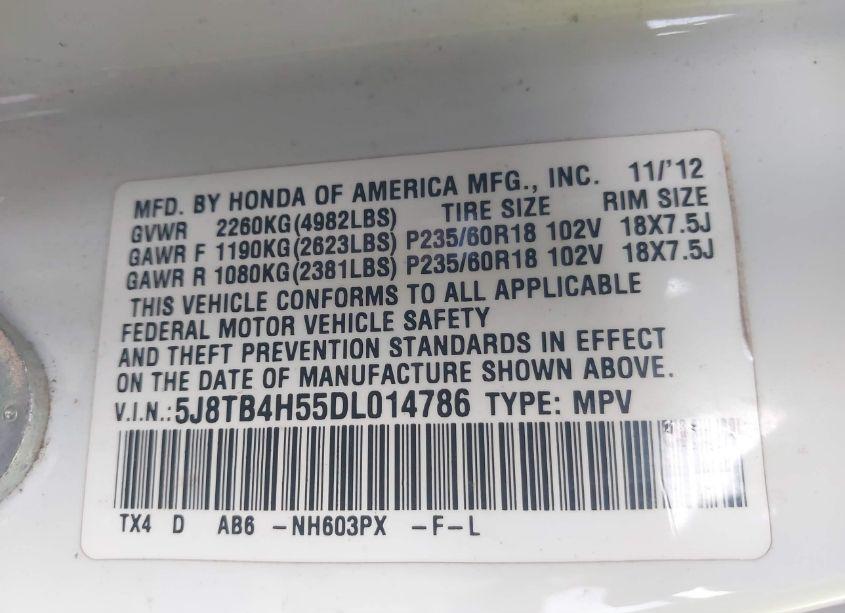 MFD. BY HONDA OF AMERICA MFG., INC. 11/'12
GVWR 2260KG(4982LBS) TIRE SIZE RIM SIZE
GAWR F 1190KG(2623LBS) P235/60R18 102V 18X7.5J
GAWR R 1080KG(2381LBS) P235/60R18 102V 18X7.5J
THIS VEHICLE CONFORMS TO ALL APPLICABLE
FEDERAL MOTOR VEHICLE SAFETY
AND THEFT PREVENTION STANDARDS IN EFFECT
ON THE DATE OF MANUFACTURE SHOWN ABOVE.
V.I.N.:5J8TB4H55DL014786 TYPE: MPV
TX4 D AB6 -NH603PX -F-L